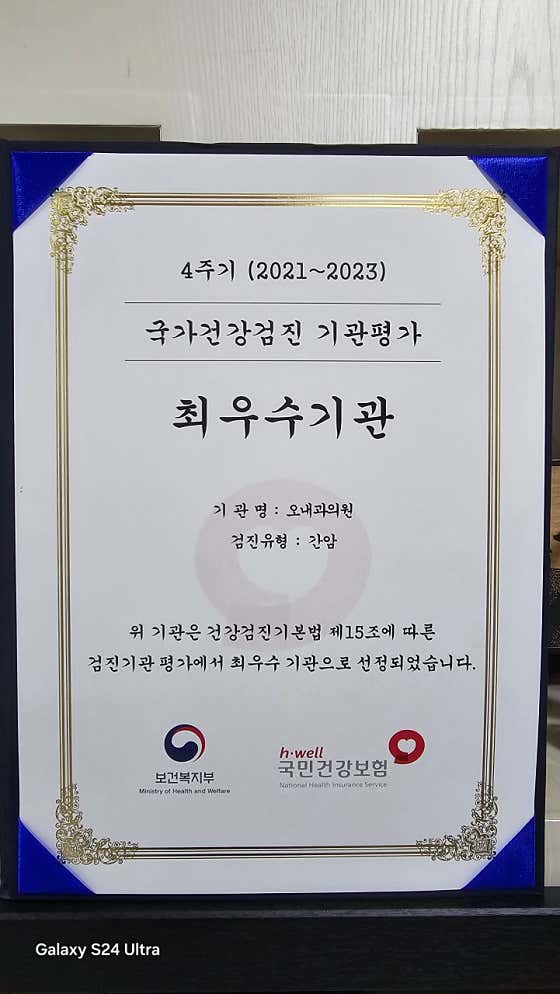 4주기 (2021~2023)
국가건강검진 기관평가
최우수기관
기 관 명 : 오내과의원
검진유형 : 간암
위 기관은 건강검진기본법 제15조에 따른
검진기관 평가에서 최우수 기관으로 선정되었습니다.
보건복지부
Ministry of Health and Welfare
h·well
국민건강보험
National Health Insurance Service
Galaxy S24 Ultra